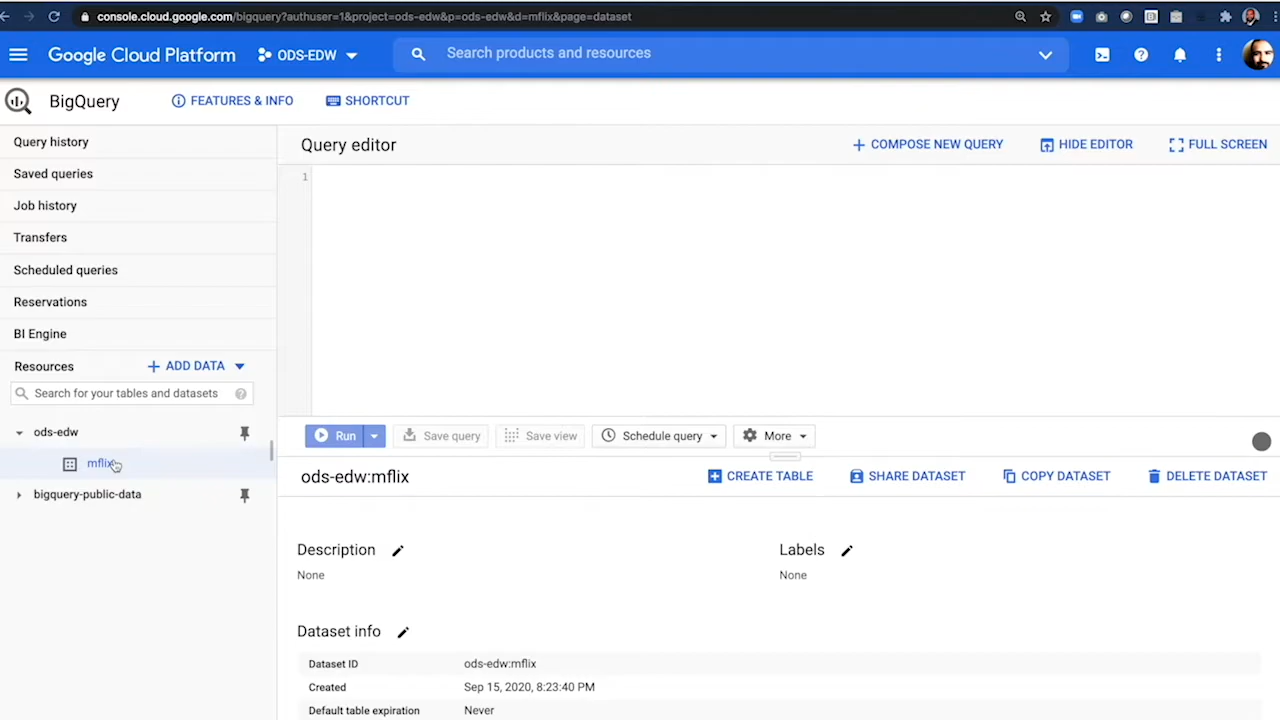 console.cloud.google.com/bigquery?authuser=1&project=ods-edw&p=ods-edw&d=mflix&page=dataset
Google Cloud Platform ODS-EDW Search products and resources
BigQuery FEATURES & INFO SHORTCUT
Query history
Saved queries
Job history
Transfers
Scheduled queries
Reservations
BI Engine
Resources ADD DATA
Search for your tables and datasets
ods-edw
mflix
bigquery-public-data
Query editor COMPOSE NEW QUERY HIDE EDITOR FULL SCREEN
1
Run Save query Save view Schedule query More
ods-edw:mflix CREATE TABLE SHARE DATASET COPY DATASET DELETE DATASET
Description Labels
None None
Dataset info
Dataset ID ods-edw:mflix
Created Sep 15, 2020, 8:23:40 PM
Default table expiration Never